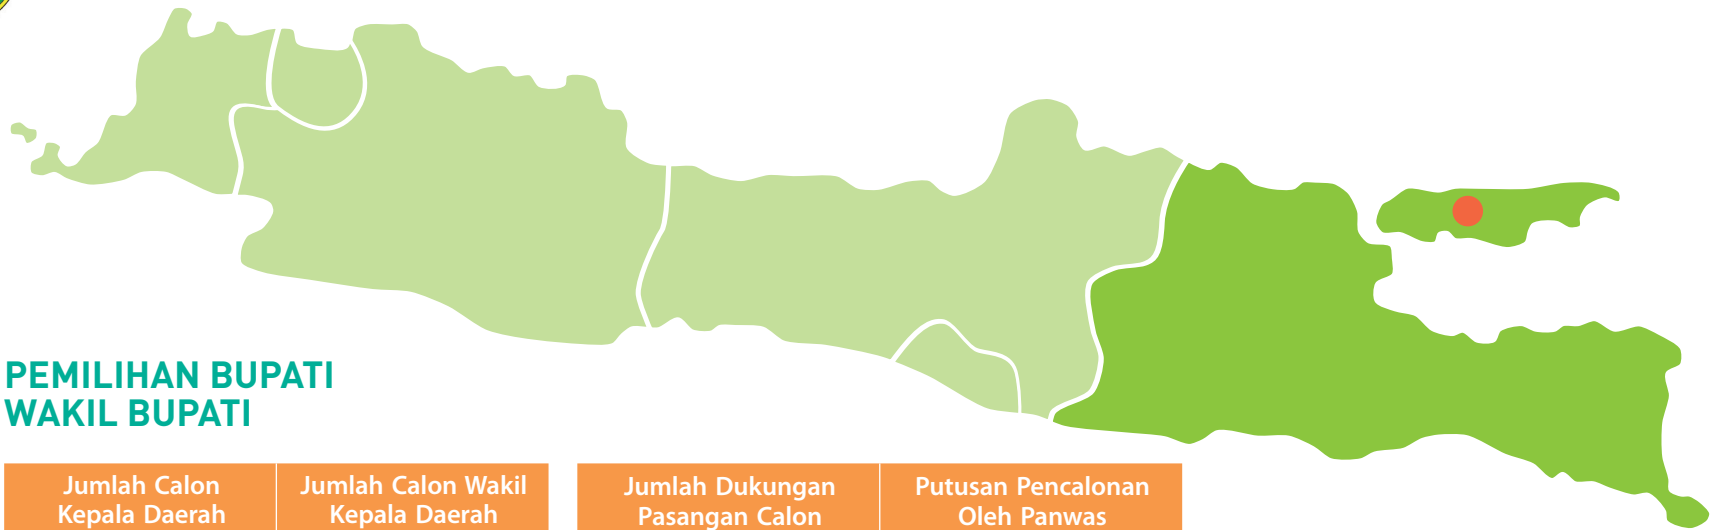 PEMILIHAN BUPATI
WAKIL BUPATI
Jumlah Calon
Kepala Daerah
Jumlah Calon Wakil
Kepala Daerah
Jumlah Dukungan
Pasangan Calon
Putusan Pencalonan
Oleh Panwas